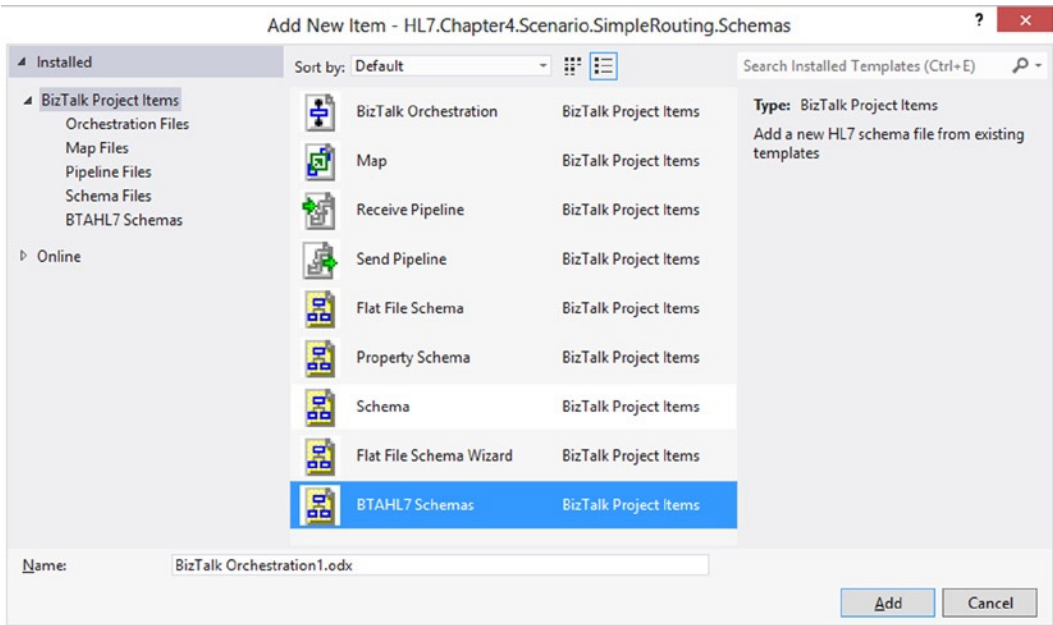 Add New Item - HL7.Chapter4.Scenario.SimpleRouting.Schemas
?
×
Installed
BizTalk Project Items
Orchestration Files
Map Files
Pipeline Files
Schema Files
BTAHL7 Schemas
Online
Sort by: Default
BizTalk Orchestration BizTalk Project Items
Map BizTalk Project Items
Receive Pipeline BizTalk Project Items
Send Pipeline BizTalk Project Items
Flat File Schema BizTalk Project Items
Property Schema BizTalk Project Items
Schema BizTalk Project Items
Flat File Schema Wizard BizTalk Project Items
BTAHL7 Schemas BizTalk Project Items
Search Installed Templates (Ctrl+E)
Type: BizTalk Project Items
Add a new HL7 schema file from existing
templates
Name: BizTalk Orchestration1.odx
Add
Cancel